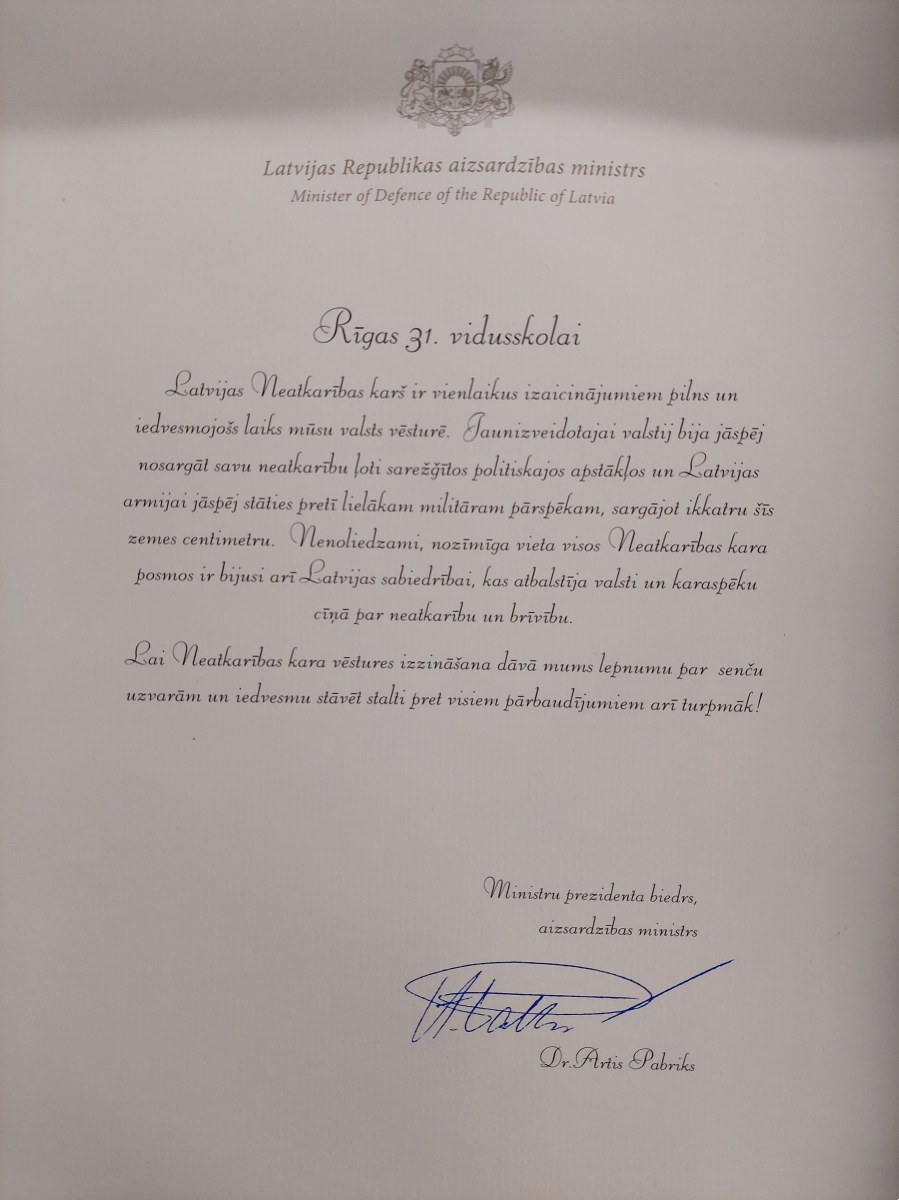 Latvijas Republikas aizsardzības ministrs
Minister of Defence of the Republic of Latvia
Rīgas 31. vidusskolai
Latvijas Neatkarības karš ir vienlaikus izaicinājumiem pilns un
iedvesmojošs laiks mūsu valsts vēsturē. Jaunizveidotajai valstij bija jāspēj
nosargāt savu neatkarību ļoti sarežģītos politiskajos apstākļos un Latvijas
armijai jāspēj stāties pretī lielākam militāram pārspēkam, sargājot ikkatru šīs
zemes centimetru. Nenoliedzami, nozīmīga vieta visos Neatkarības kara
posmos ir bijusi arī Latvijas sabiedrībai, kas atbalstīja valsti un karaspēku
cīņā par neatkarību un brīvību.
Lai Neatkarības kara vēstures izzināšana dāvā mums lepnumu par senču
uzvarām un iedvesmu stāvēt stalti pret visiem pārbaudījumiem arī turpmāk!
Ministru prezidenta biedrs,
aizsardzības ministrs
Dr.Artis Pabriks